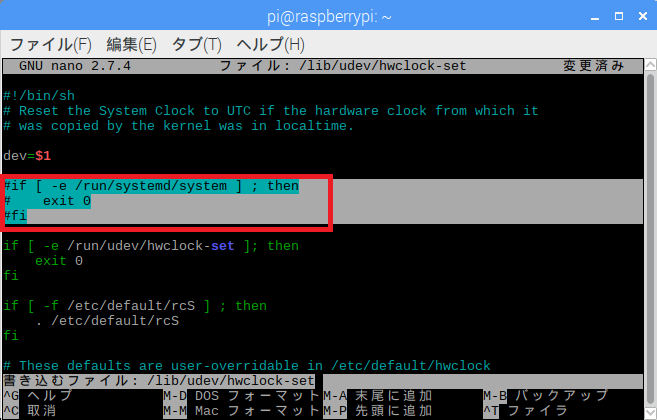 pi@raspberrypi: ~
ファイル(F) 編集(E) タブ(T) ヘルプ(H)
GNU nano 2.7.4 ファイル: /lib/udev/hwclock-set 変更済み
#!/bin/sh
# Reset the System Clock to UTC if the hardware clock from which it
# was copied by the kernel was in localtime.
dev=$1
#if [ -e /run/systemd/system ] ; then
#    exit 0
#fi
if [ -e /run/udev/hwclock-set ]; then
    exit 0
fi
if [ -f /etc/default/rcS ] ; then
    . /etc/default/rcS
fi
# These defaults are user-overridable in /etc/default/hwclock
書き込むファイル: /lib/udev/hwclock-set
^G ヘルプ M-D DOS フォーマット M-A 末尾に追加 M-B バックアップ
^C 取消 M-M Mac フォーマット M-P 先頭に追加 ^T ファイラ